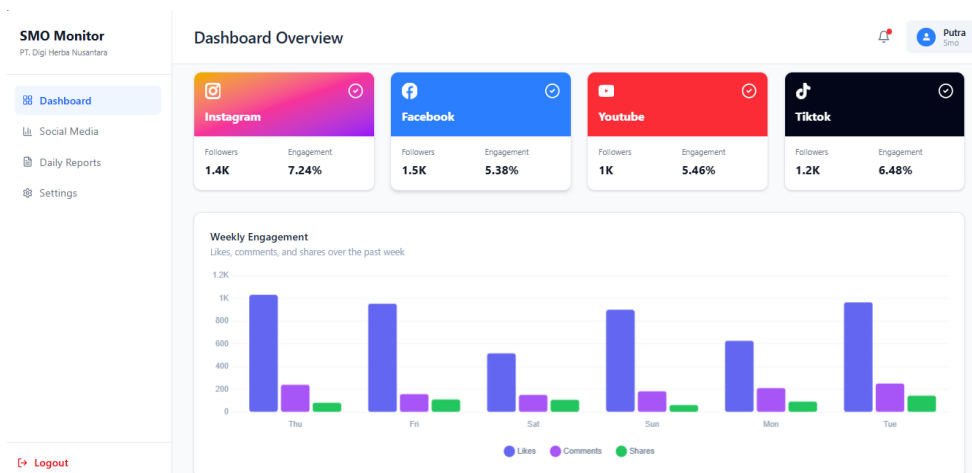 SMO Monitor
PT. Digi Herba Nusantara
Dashboard
Social Media
Daily Reports
Settings
Logout
Dashboard Overview
Putra
Smo
Instagram
Followers Engagement
1.4K 7.24%
Facebook
Followers Engagement
1.5K 5.38%
Youtube
Followers Engagement
1K 5.46%
Tiktok
Followers Engagement
1.2K 6.48%
Weekly Engagement
Likes, comments, and shares over the past week
1.2K
1K
800
600
400
200
0
Thu Fri Sat Sun Mon Tue
Likes Comments Shares